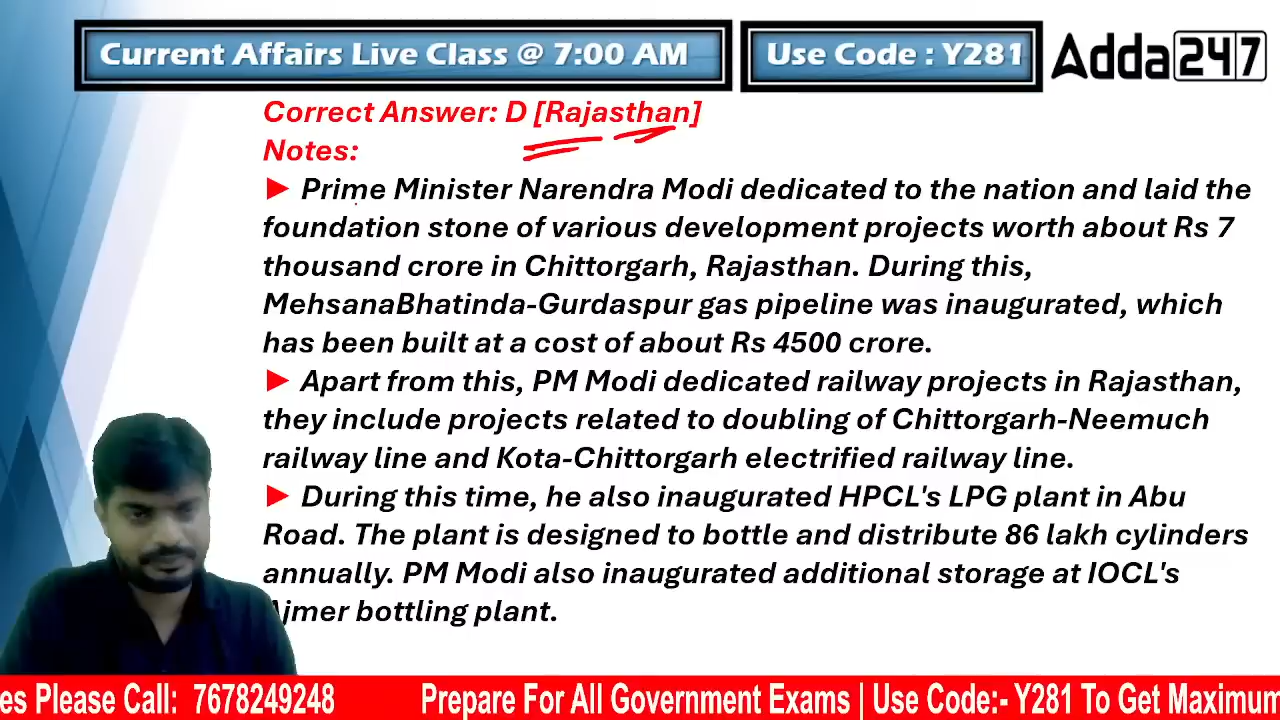 Current Affairs Live Class @ 7:00 AM
Use Code : Y281
Adda247
Correct Answer: D [Rajasthan]
Notes:
► Prime Minister Narendra Modi dedicated to the nation and laid the
foundation stone of various development projects worth about Rs 7
thousand crore in Chittorgarh, Rajasthan. During this,
MehsanaBhatinda-Gurdaspur gas pipeline was inaugurated, which
has been built at a cost of about Rs 4500 crore.
► Apart from this, PM Modi dedicated railway projects in Rajasthan,
they include projects related to doubling of Chittorgarh-Neemuch
railway line and Kota-Chittorgarh electrified railway line.
► During this time, he also inaugurated HPCL's LPG plant in Abu
Road. The plant is designed to bottle and distribute 86 lakh cylinders
annually. PM Modi also inaugurated additional storage at IOCL's
Ajmer bottling plant.
es Please Call: 7678249248 Prepare For All Government Exams | Use Code:- Y281 To Get Maximum